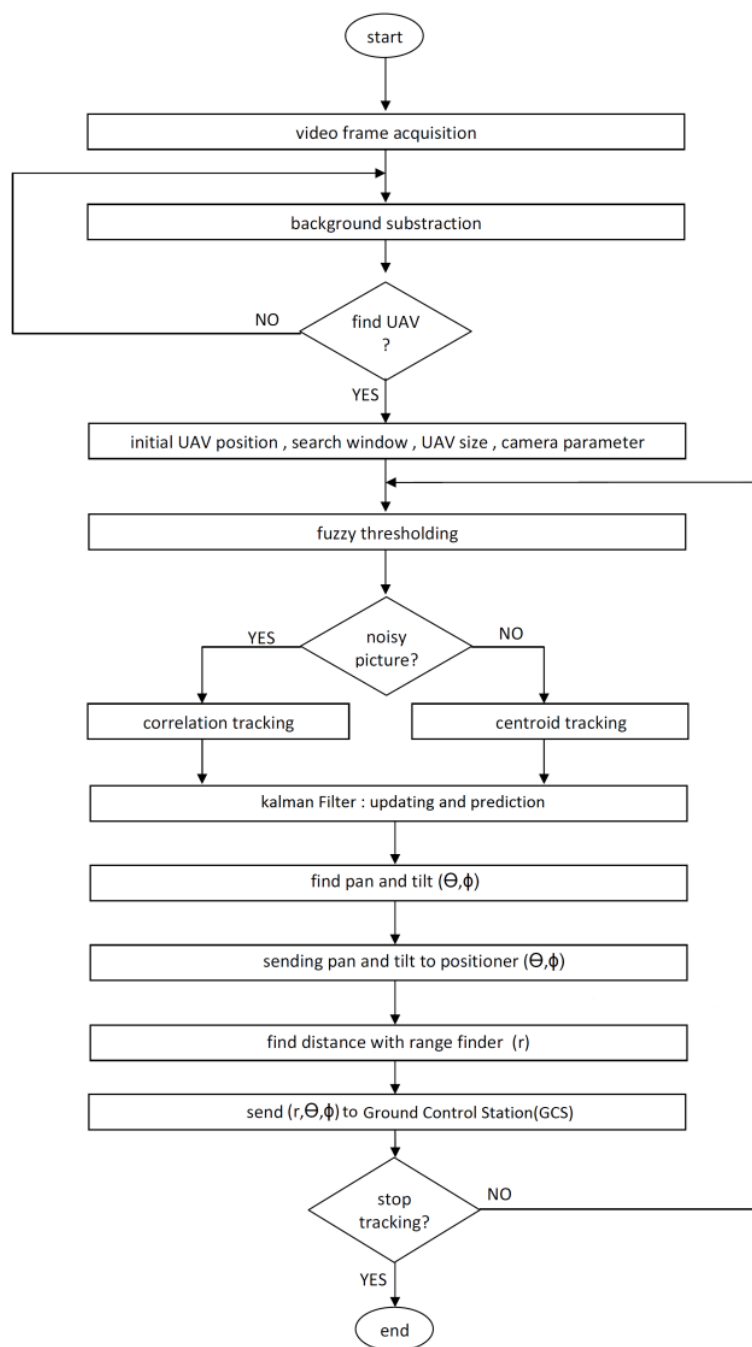 start
video frame acquisition
background substraction
NO
find UAV
?
YES
initial UAV position , search window , UAV size , camera parameter
fuzzy thresholding
YES
noisy
picture?
NO
correlation tracking
centroid tracking
kalman Filter : updating and prediction
find pan and tilt (Θ,ϕ)
sending pan and tilt to positioner (Θ,ϕ)
find distance with range finder (r)
send (r,Θ,ϕ) to Ground Control Station(GCS)
stop
tracking?
NO
YES
end